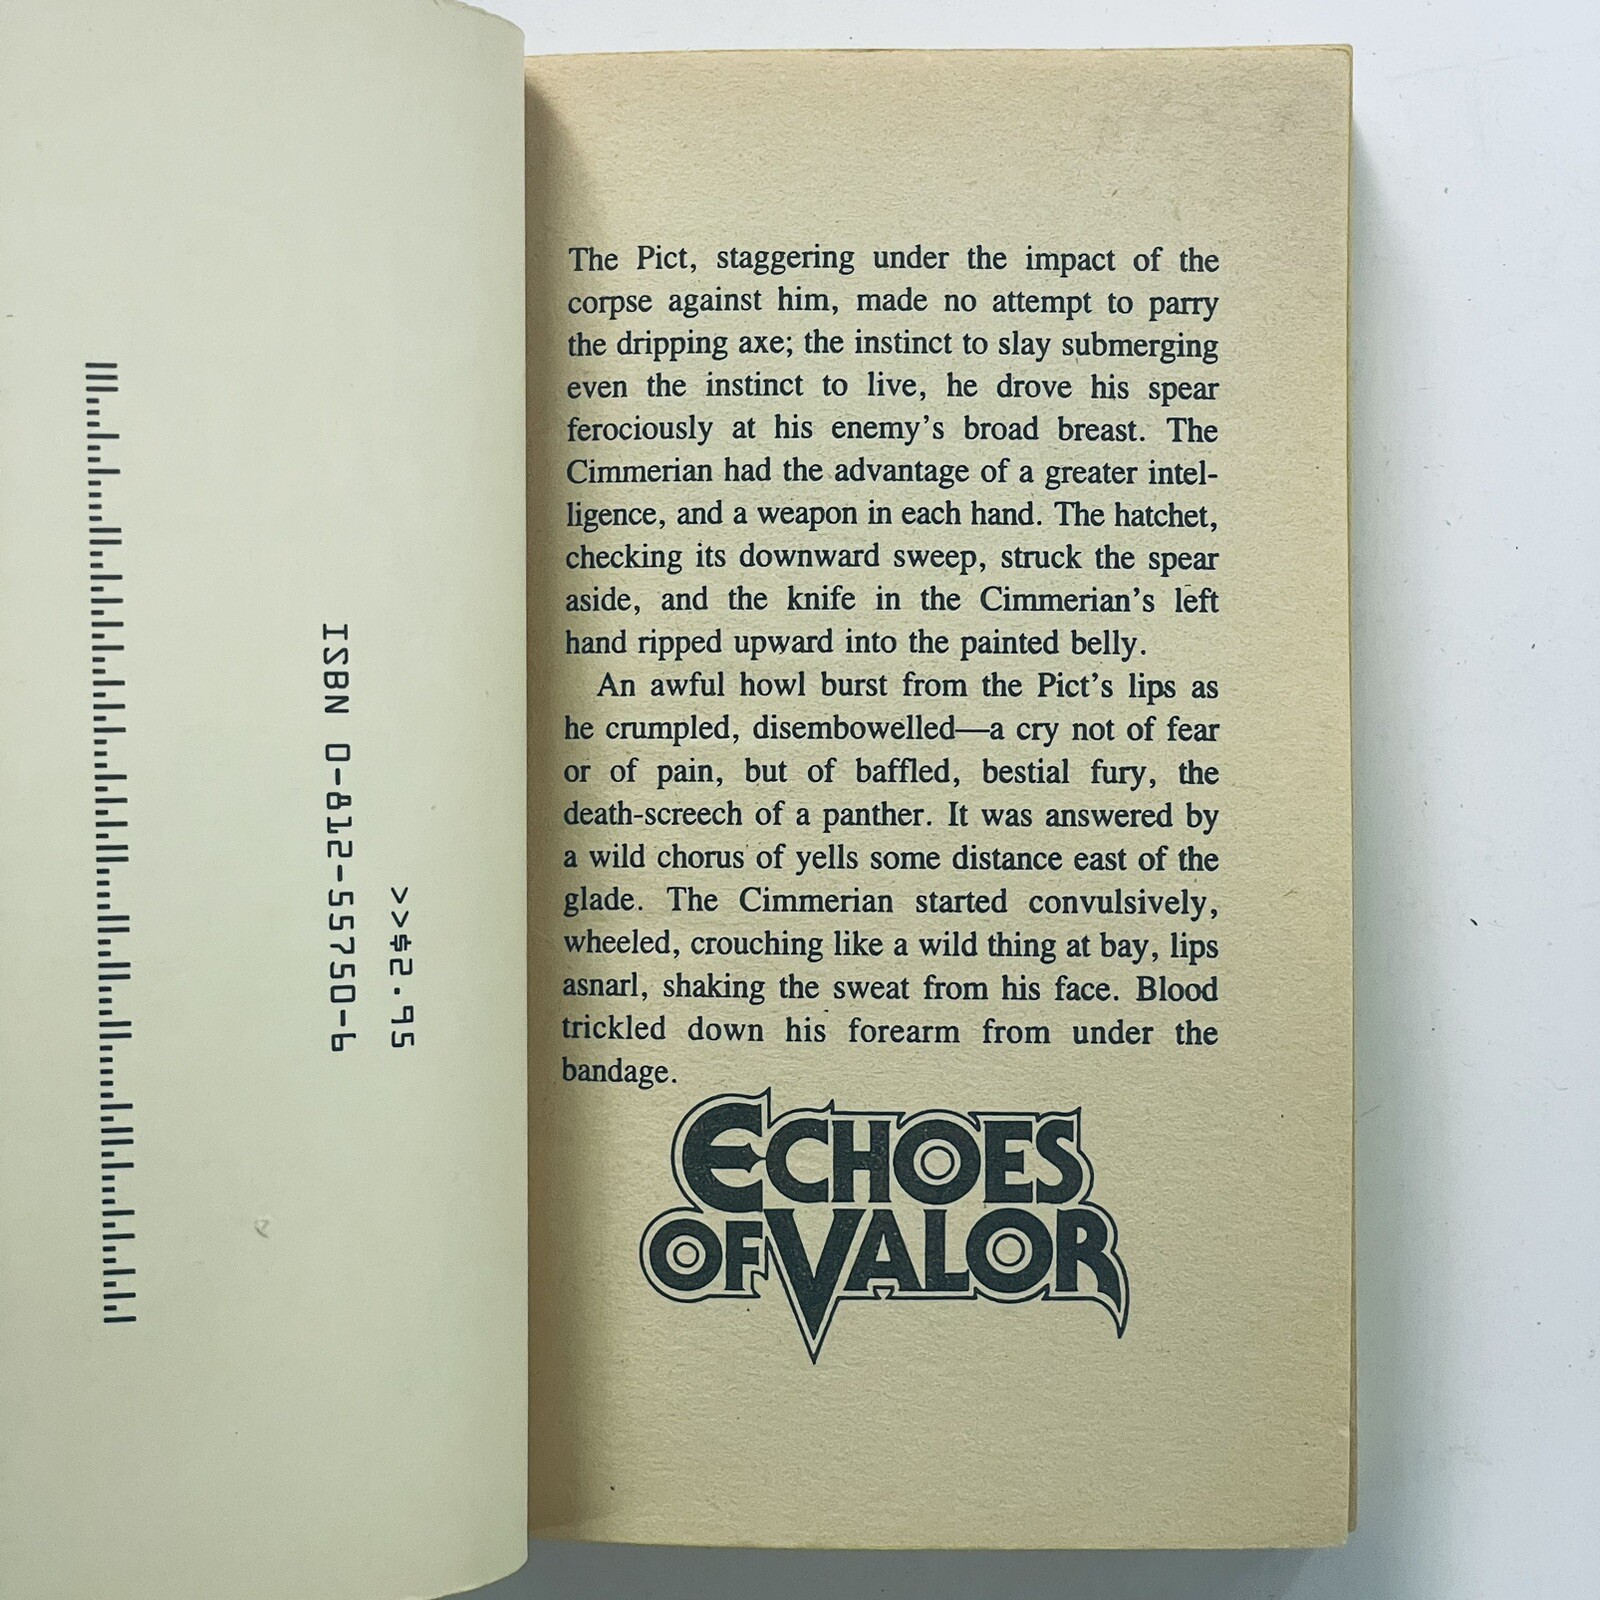 ISBN 0-812-55750-6
>>$2.95
The Pict, staggering under the impact of the
corpse against him, made no attempt to parry
the dripping axe; the instinct to slay submerging
even the instinct to live, he drove his spear
ferociously at his enemy's broad breast. The
Cimmerian had the advantage of a greater intel-
ligence, and a weapon in each hand. The hatchet,
checking its downward sweep, struck the spear
aside, and the knife in the Cimmerian's left
hand ripped upward into the painted belly.
An awful howl burst from the Pict's lips as
he crumpled, disembowelled—a cry not of fear
or of pain, but of baffled, bestial fury, the
death-screech of a panther. It was answered by
a wild chorus of yells some distance east of the
glade. The Cimmerian started convulsively,
wheeled, crouching like a wild thing at bay, lips
asnarl, shaking the sweat from his face. Blood
trickled down his forearm from under the
bandage.
ECHOES
OF VALOR